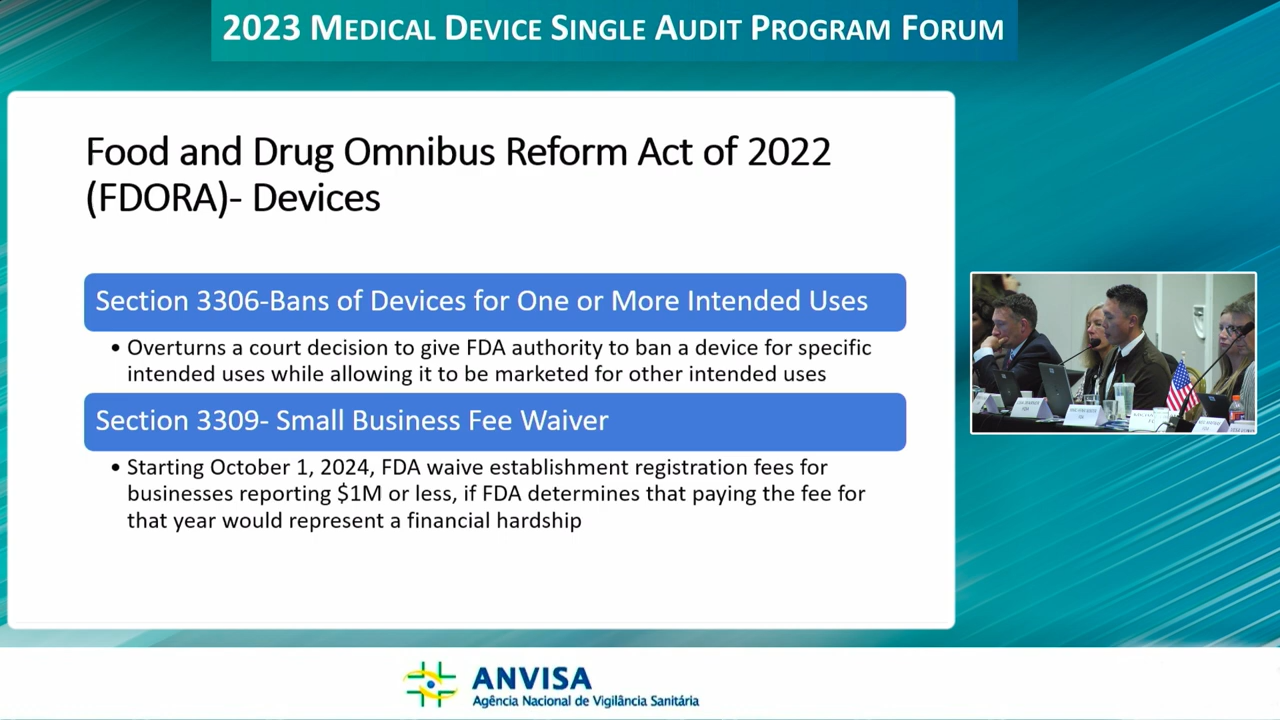 2023 MEDICAL DEVICE SINGLE AUDIT PROGRAM FORUM
Food and Drug Omnibus Reform Act of 2022
(FDORA)- Devices
Section 3306-Bans of Devices for One or More Intended Uses
• Overturns a court decision to give FDA authority to ban a device for specific
intended uses while allowing it to be marketed for other intended uses
Section 3309- Small Business Fee Waiver
• Starting October 1, 2024, FDA waive establishment registration fees for
businesses reporting $1M or less, if FDA determines that paying the fee for
that year would represent a financial hardship
ANVISA
Agência Nacional de Vigilância Sanitária